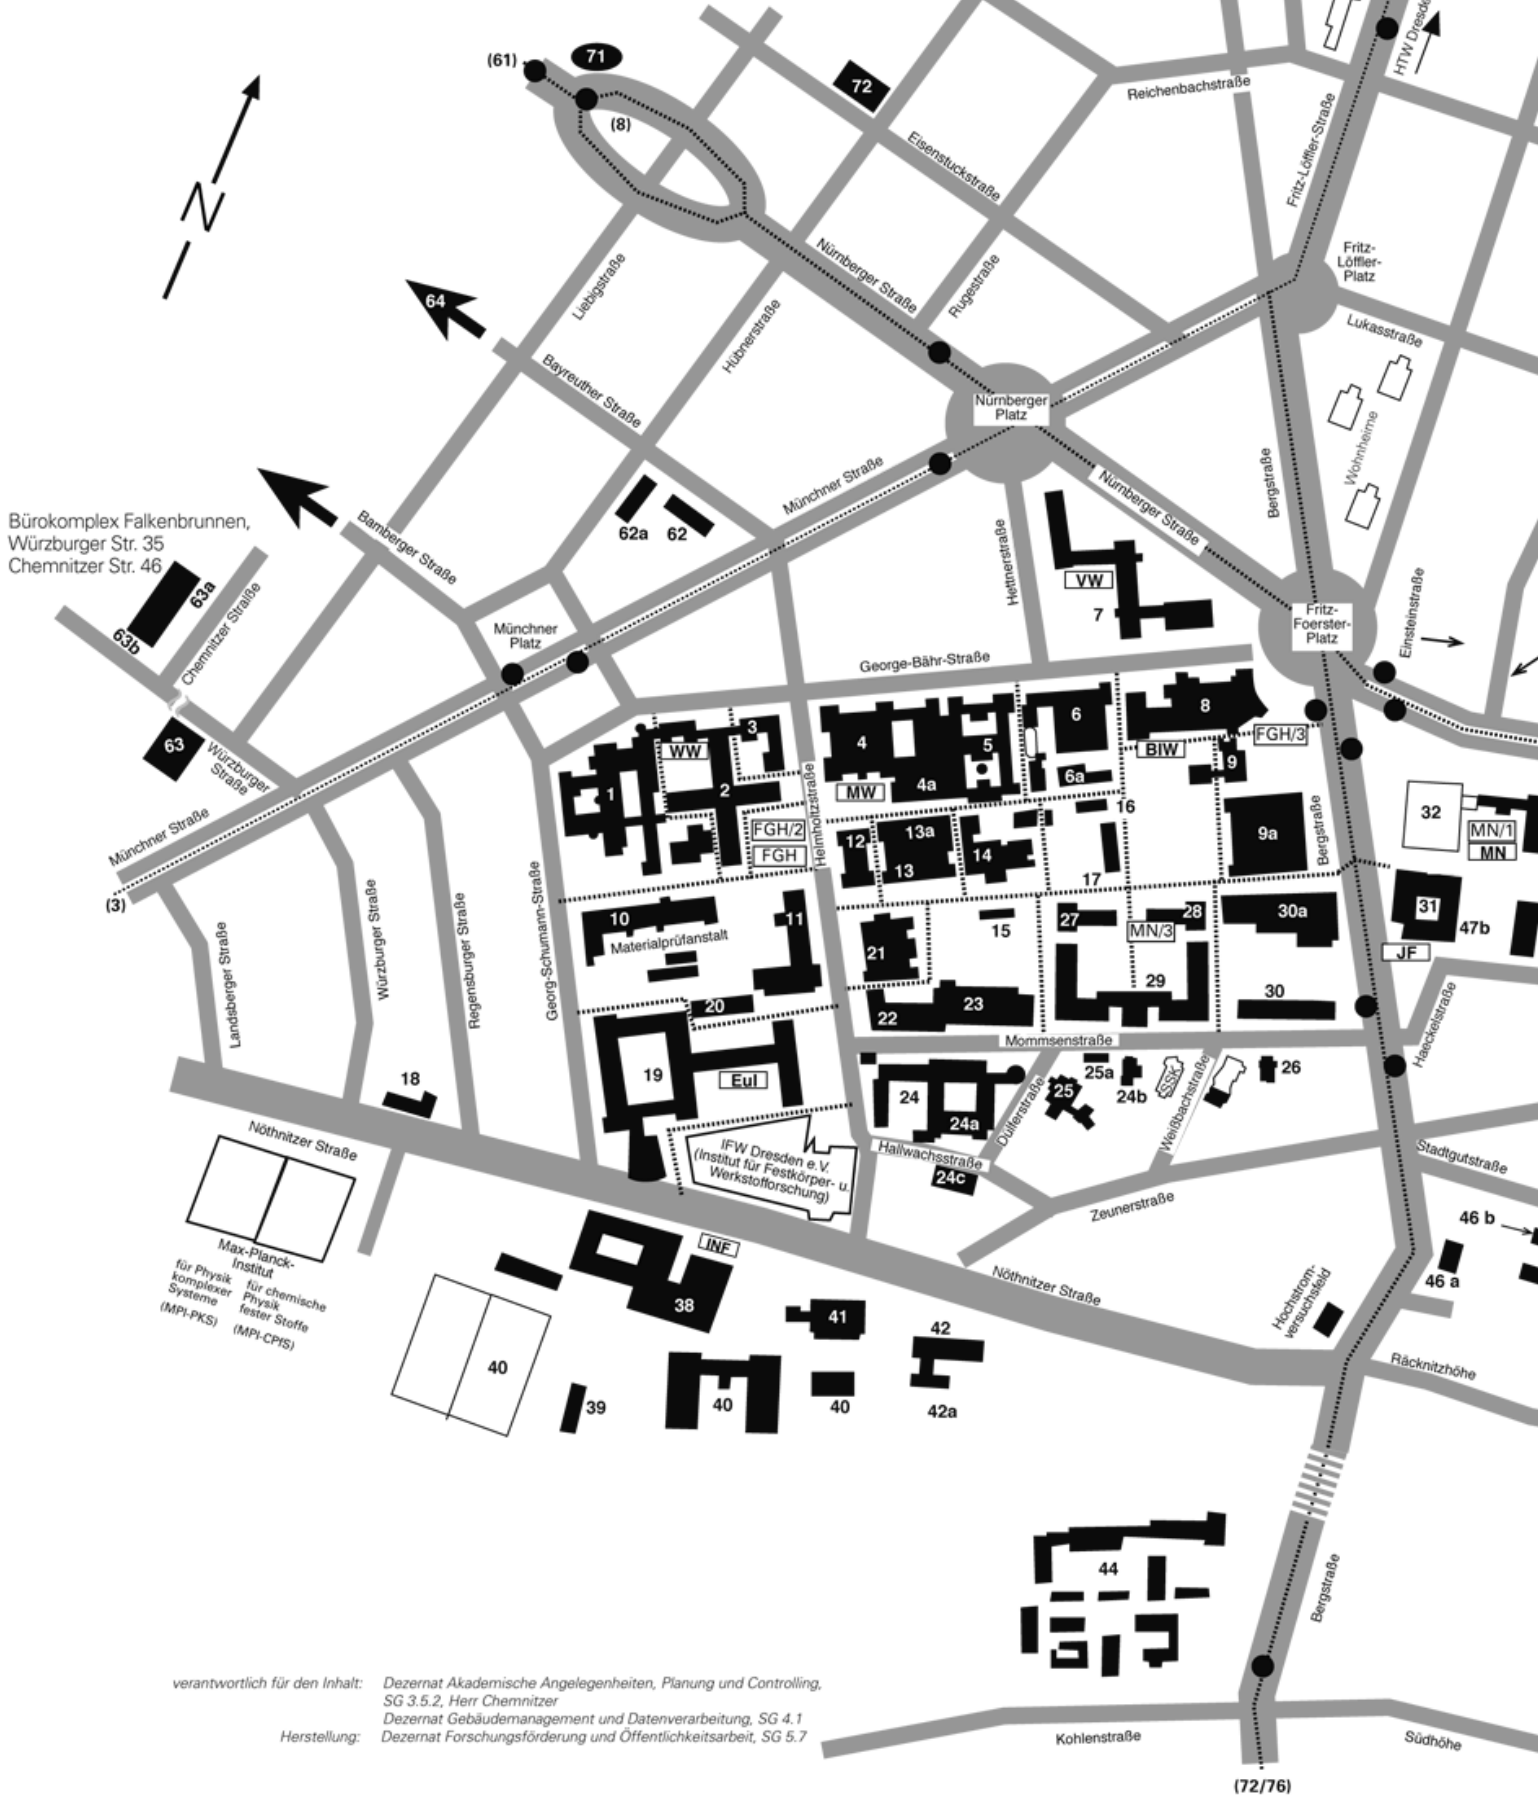 (61)
71
(8)
72
Reichenbachstraße
HTW Dresd
Fritz-Löffler-Straße
Eisenstuckstraße
N
Fritz-
Löffler-
Platz
Lukasstraße
Nürnberger Straße
Rugestraße
Liebigstraße
64
Hübnerstraße
Bayreuther Straße
Nürnberger
Platz
Wohnheime
Bergstraße
Münchner Straße
Nürnberger Straße
62a
62
Hettnerstraße
VW
7
Bürokomplex Falkenbrunnen,
Würzburger Str. 35
Chemnitzer Str. 46
Bamberger Straße
63a
63b
Chemnitzer Straße
Münchner
Platz
Fritz-
Foerster-
Platz
Einsteinstraße
George-Bähr-Straße
63
Würzburger
Straße
Münchner Straße
(3)
WW
3
1
2
FGH/2
FGH
Helmholtzstraße
4
5
4a
MW
6
6a
8
BIW
FGH/3
9
9a
16
12
13a
13
14
17
Bergstraße
32
MN/1
MN
31
47b
JF
10
Materialprüfanstalt
11
21
15
27
28
MN/3
30a
29
30
22
23
20
19
EuI
Mommsenstraße
Haeckelstraße
Landsberger Straße
Würzburger Straße
Regensburger Straße
Georg-Schumann-Straße
18
24
24a
25
25a
24b
SSK
26
Dülferstraße
Weißbachstraße
Hallwachsstraße
24c
Zeunerstraße
Stadtgutstraße
Nöthnitzer Straße
IFW Dresden e.V.
(Institut für Festkörper- u.
Werkstofforschung)
Max-Planck-
Institut
für Physik
komplexer
Systeme
(MPI-PKS)
für chemische
Physik
fester Stoffe
(MPI-CPfS)
INF
38
41
42
40
39
40
40
42a
Nöthnitzer Straße
46 b
46 a
Hochstrom-
versuchsfeld
Räcknitzhöhe
44
Bergstraße
Kohlenstraße
Südhöhe
(72/76)
verantwortlich für den Inhalt: Dezernat Akademische Angelegenheiten, Planung und Controlling,
SG 3.5.2, Herr Chemnitzer
Dezernat Gebäudemanagement und Datenverarbeitung, SG 4.1
Herstellung: Dezernat Forschungsförderung und Öffentlichkeitsarbeit, SG 5.7